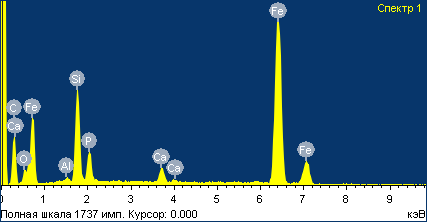 Спектр 1
Fe
Si
C
Fe
Ca
P
O
Al
Ca
Ca
Fe
0 1 2 3 4 5 6 7 8 9
Полная шкала 1737 имп. Курсор: 0.000 кэВ